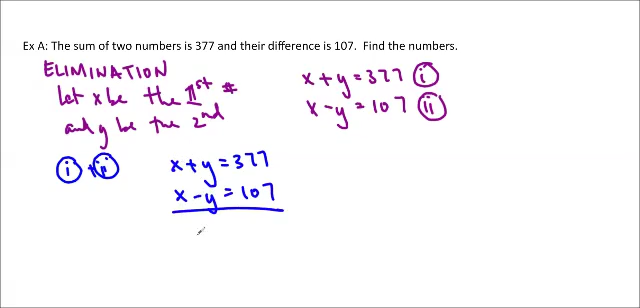 Ex A: The sum of two numbers is 377 and their difference is 107. Find the numbers.
ELIMINATION
Let x be the 1st #
and y be the 2nd
x + y = 377 (i)
x - y = 107 (ii)
(i) + (ii)
x + y = 377
x - y = 107